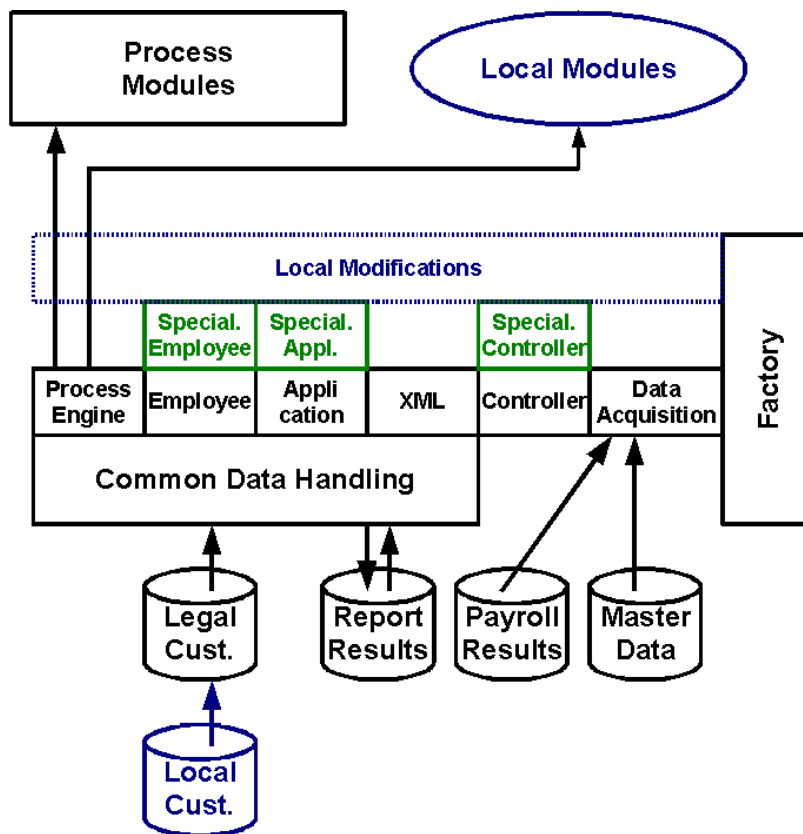 Process
Modules
Local Modules
Local Modifications
Special.
Employee
Special.
Appl.
Special.
Controller
Process
Engine
Employee
Appli
cation
XML
Controller
Data
Acquisition
Factory
Common Data Handling
Legal
Cust.
Report
Results
Payroll
Results
Master
Data
Local
Cust.